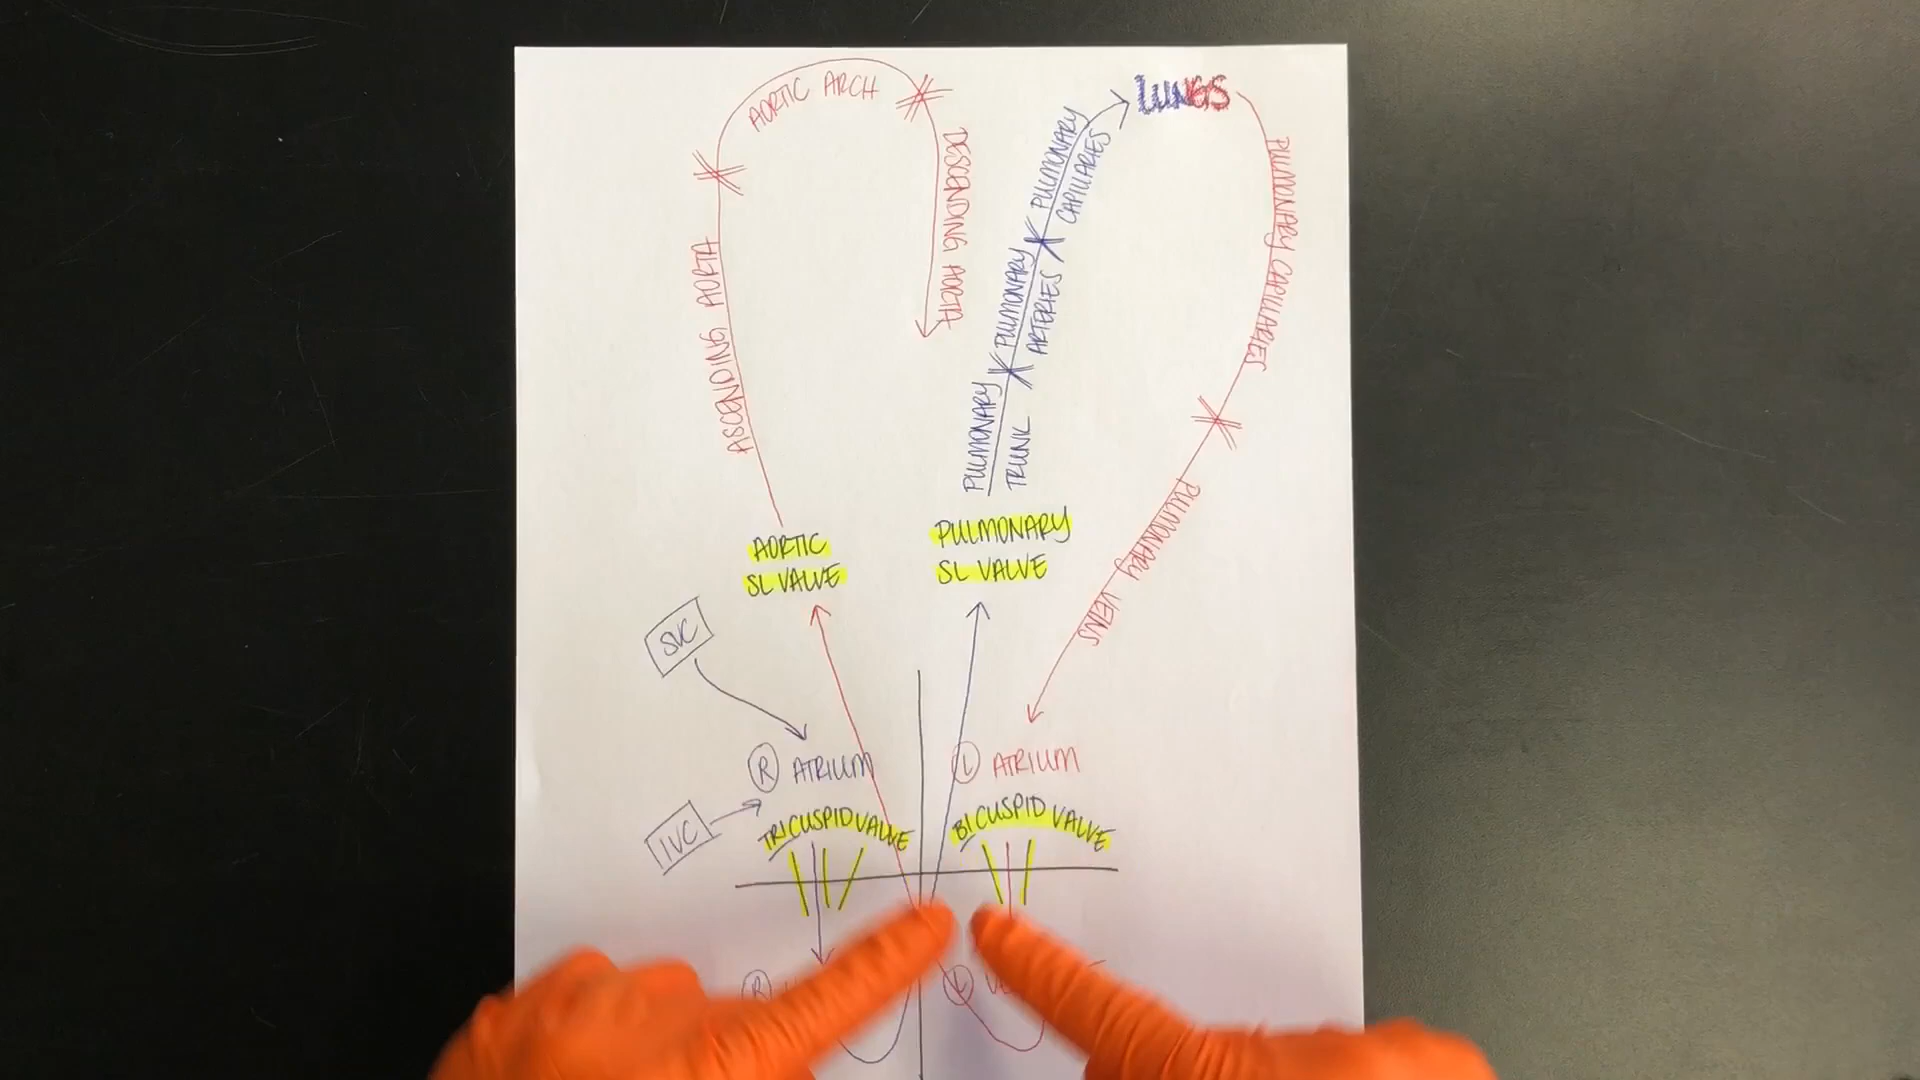 AORTIC ARCH
LUNGS
DESCENDING AORTA
ASCENDING AORTA
PULMONARY
CAPILLARIES
PULMONARY
ARTERIES
PULMONARY
TRUNK
PULMONARY CAPILLARIES
PULMONARY VEINS
AORTIC
SL VALVE
PULMONARY
SL VALVE
SVC
R ATRIUM
L ATRIUM
IVC
TRICUSPID VALVE
BICUSPID VALVE
R
L